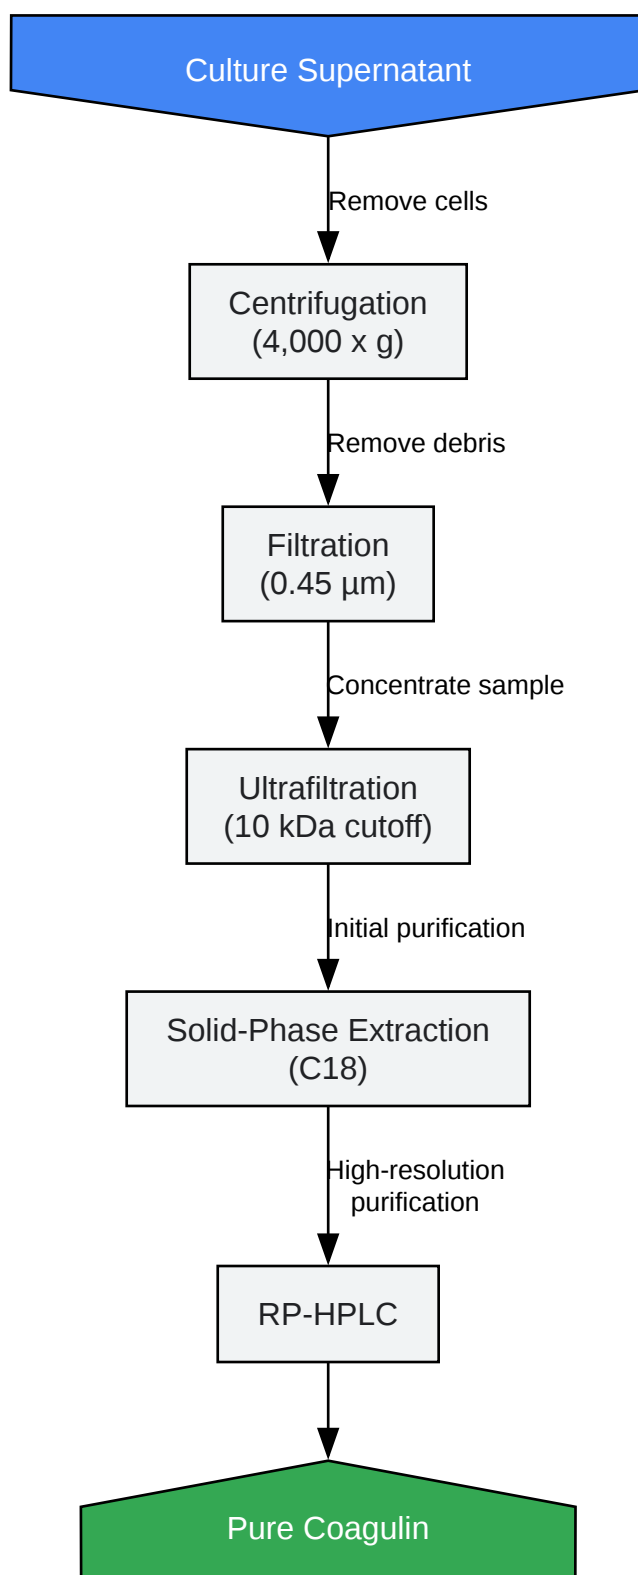 Culture Supernatant
Remove cells
Centrifugation
(4,000 x g)
Remove debris
Filtration
(0.45 µm)
Concentrate sample
Ultrafiltration
(10 kDa cutoff)
Initial purification
Solid-Phase Extraction
(C18)
High-resolution
purification
RP-HPLC
Pure Coagulin